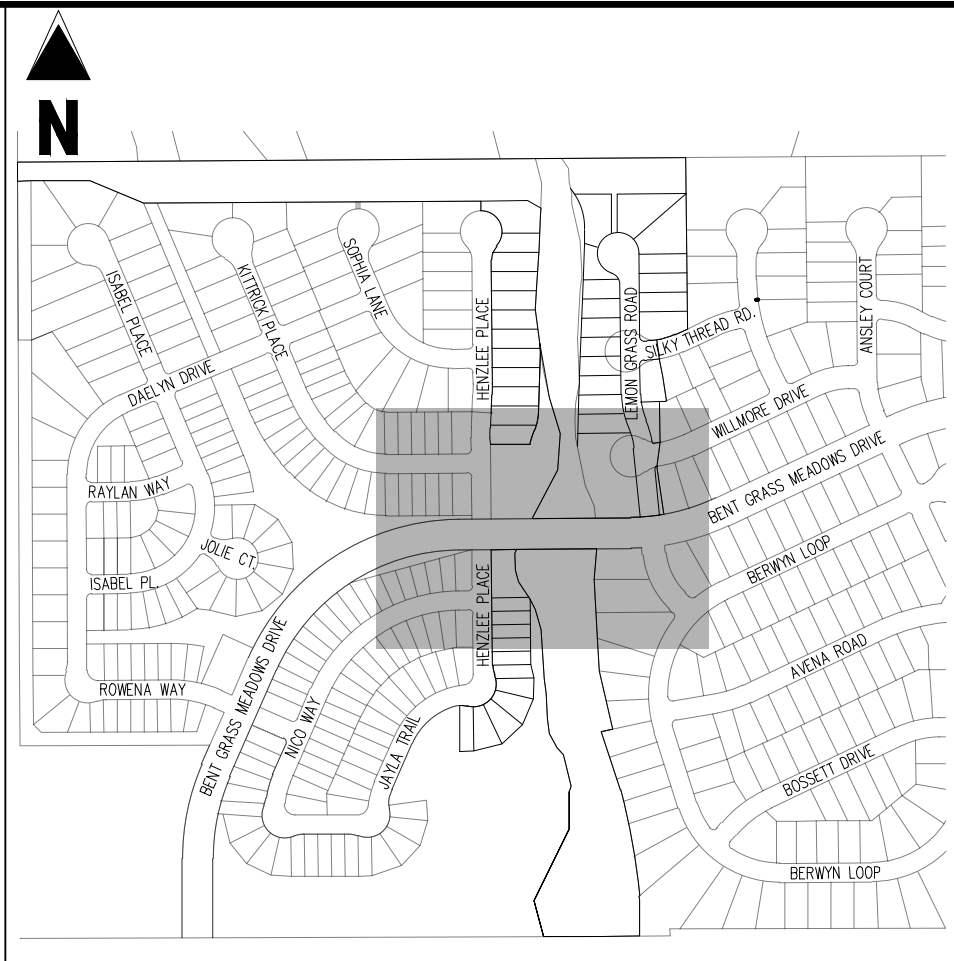 N
ISABEL PLACE
KITTRICK PLACE
SOPHIA LANE
HENZLEE PLACE
LEMON GRASS ROAD
SILKY THREAD RD.
ANSLEY COURT
DAELYN DRIVE
WILLMORE DRIVE
BENT GRASS MEADOWS DRIVE
RAYLAN WAY
JOLIE CT.
BERWYN LOOP
ISABEL PL.
HENZLEE PLACE
BENT GRASS MEADOWS DRIVE
AVENA ROAD
ROWENA WAY
NICO WAY
JAYLA TRAIL
BOSSETT DRIVE
BERWYN LOOP